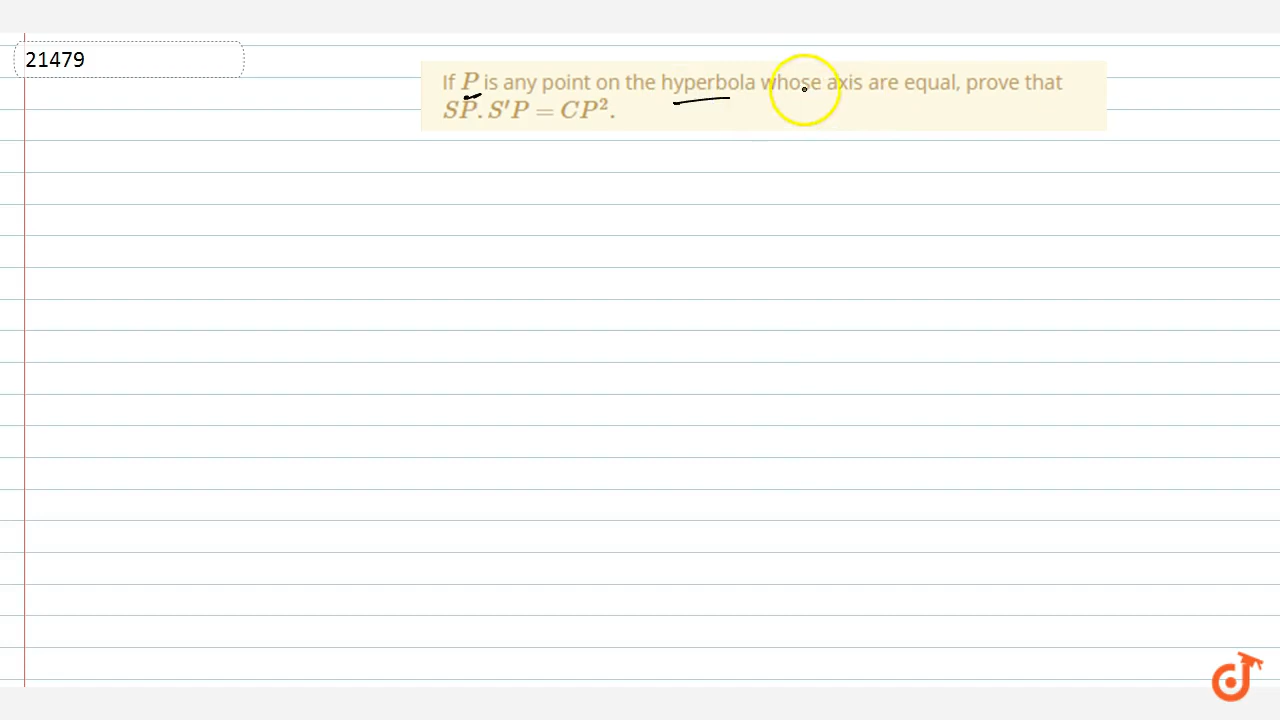 21479
If P is any point on the hyperbola whose axis are equal, prove that
SP. S′P = CP².